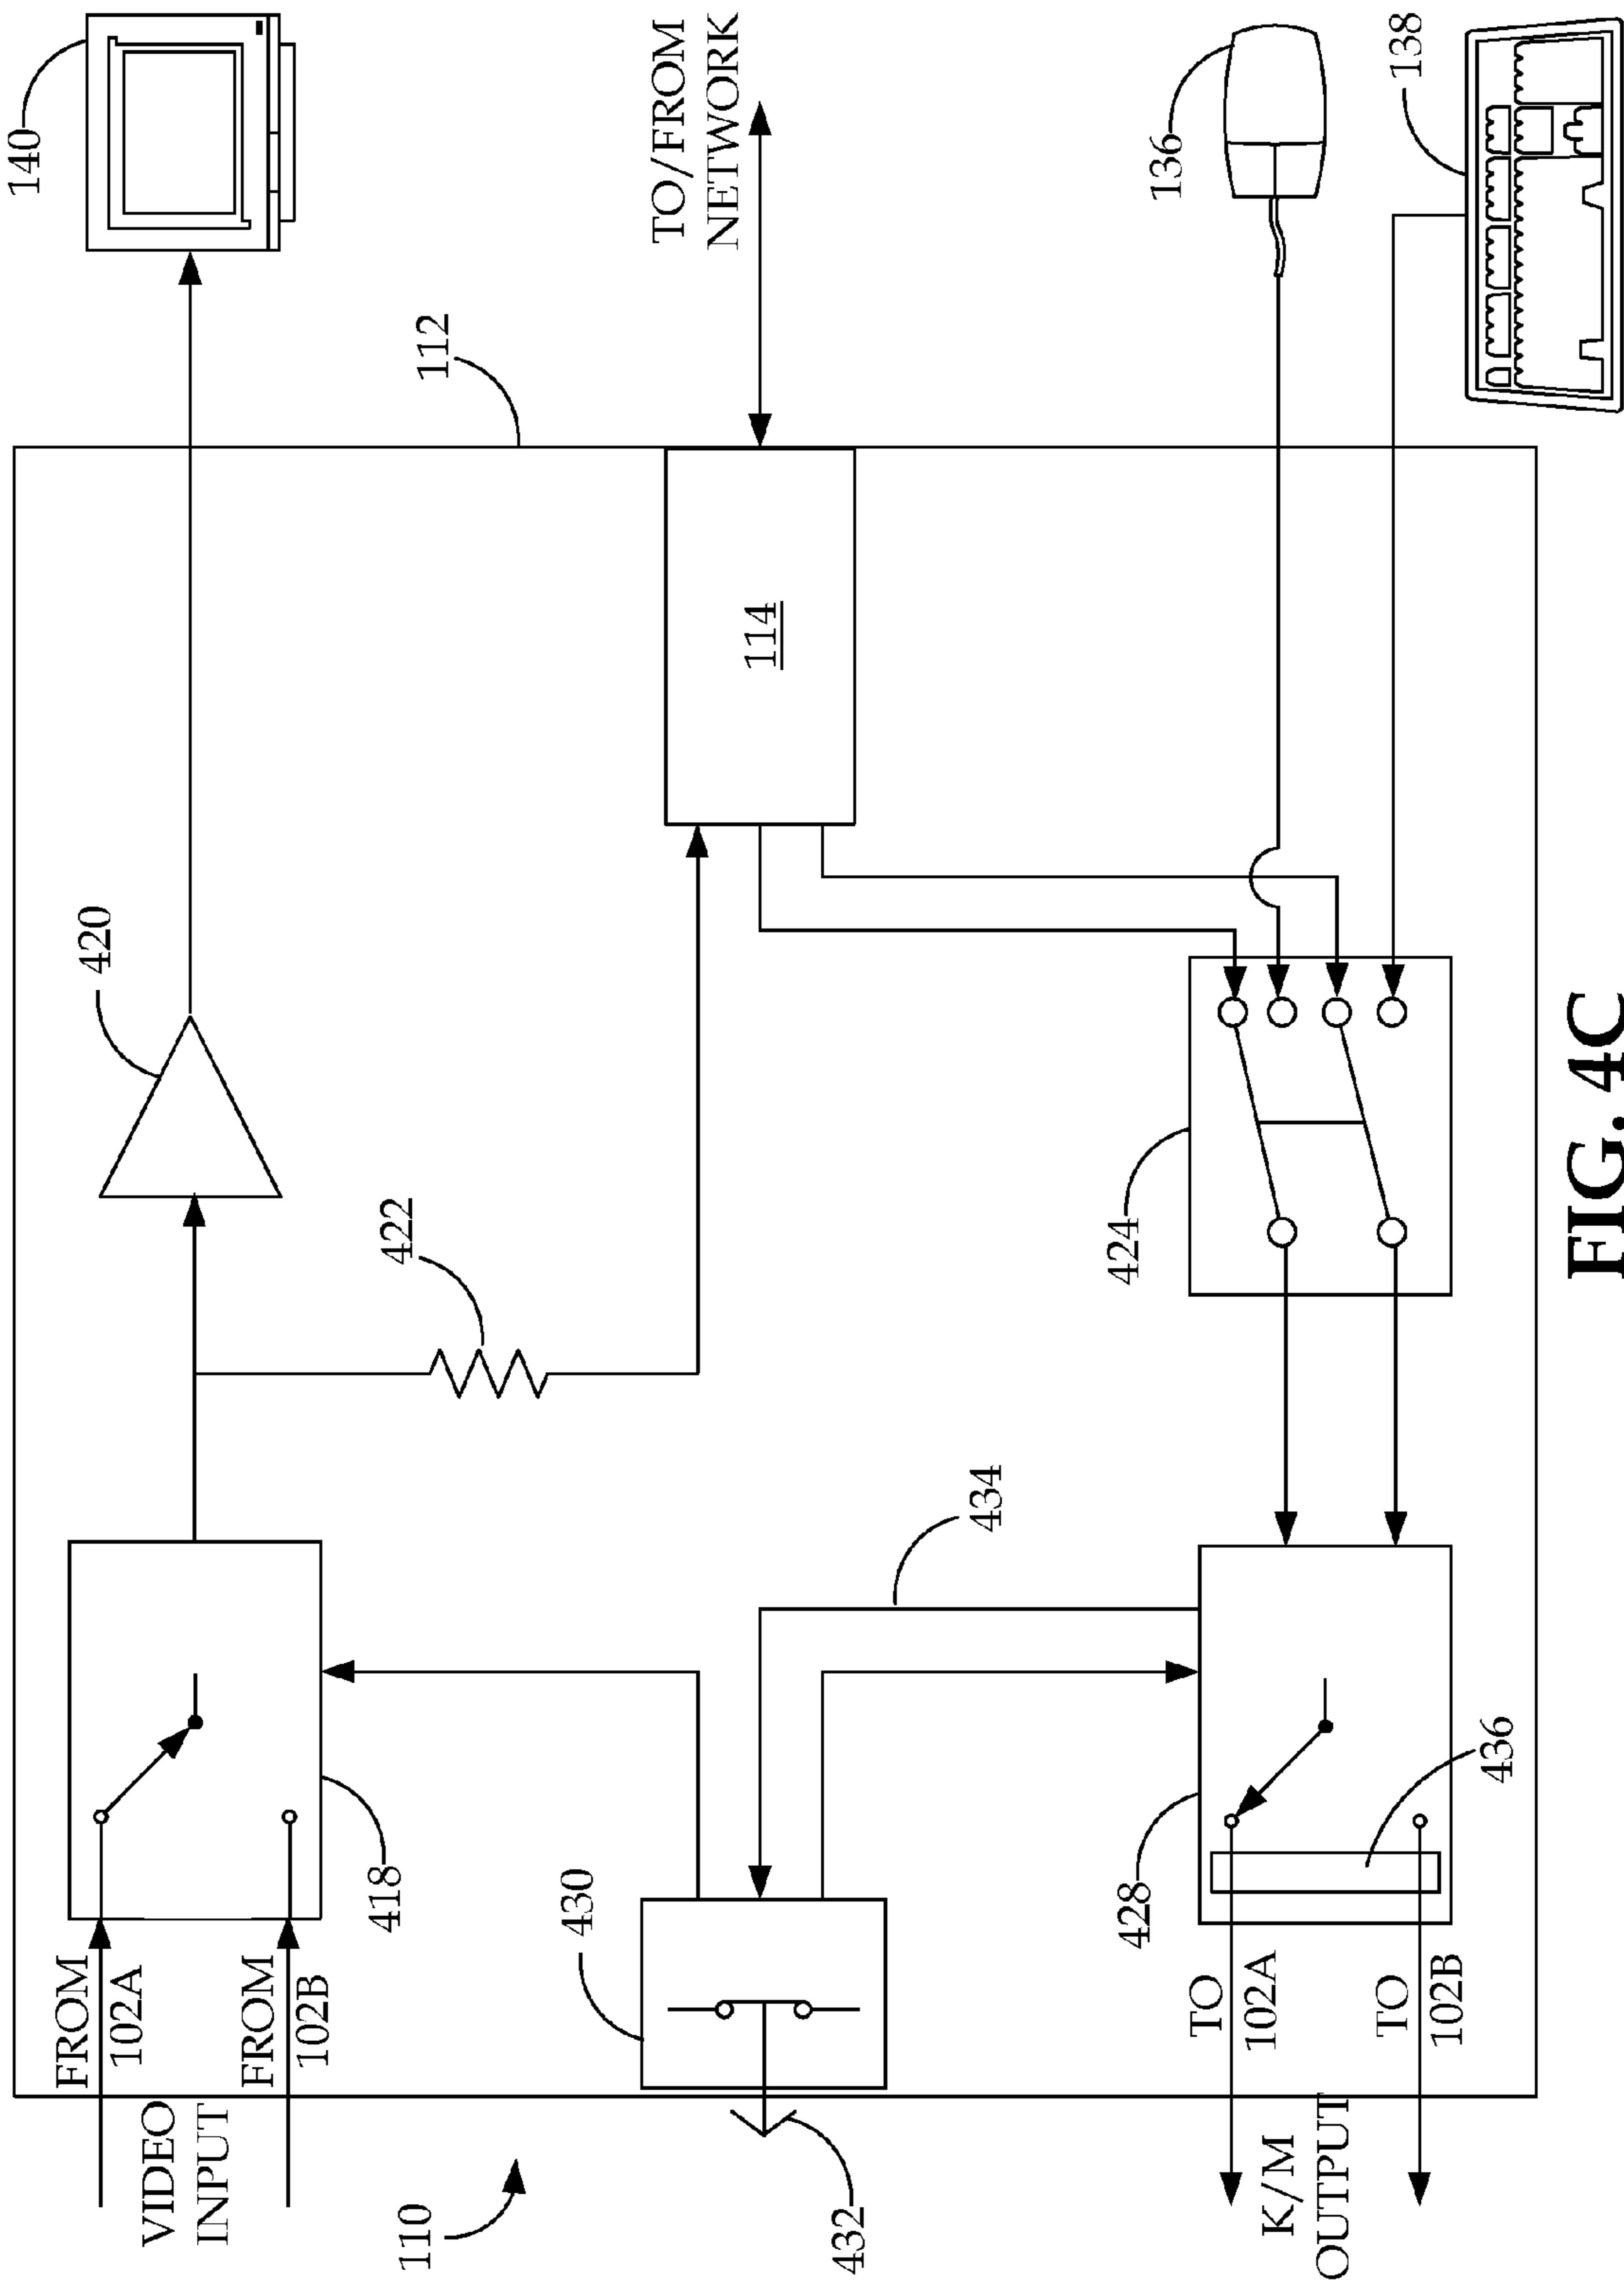 140
TO/FROM
NETWORK
136
138
112
114
420
422
424
434
418
430
428
436
FROM
102A
FROM
102B
VIDEO
INPUT
TO
102A
TO
102B
K/M
OUTPUT
110
432
FIG. 4C